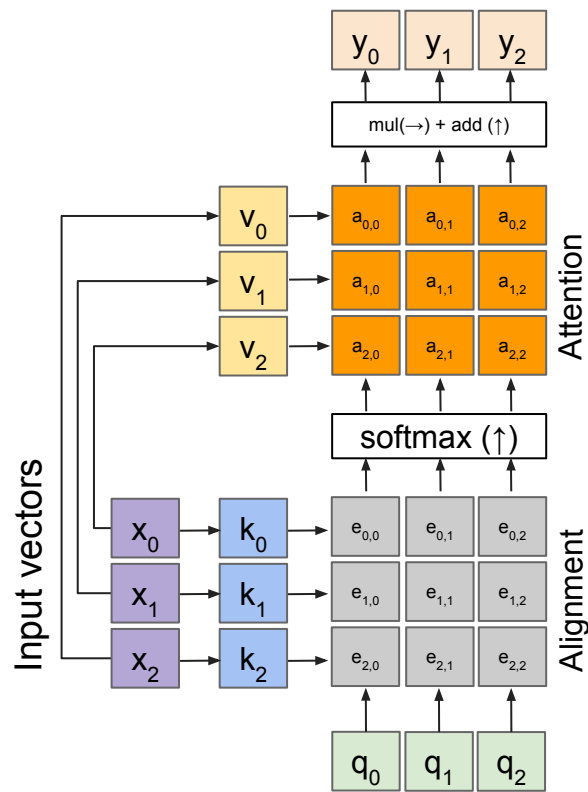 y₀ y₁ y₂
mul(→) + add (↑)
v₀ a₀,₀ a₀,₁ a₀,₂
v₁ a₁,₀ a₁,₁ a₁,₂
v₂ a₂,₀ a₂,₁ a₂,₂
Attention
softmax (↑)
Input vectors
x₀ k₀ e₀,₀ e₀,₁ e₀,₂
x₁ k₁ e₁,₀ e₁,₁ e₁,₂
x₂ k₂ e₂,₀ e₂,₁ e₂,₂
Alignment
q₀ q₁ q₂